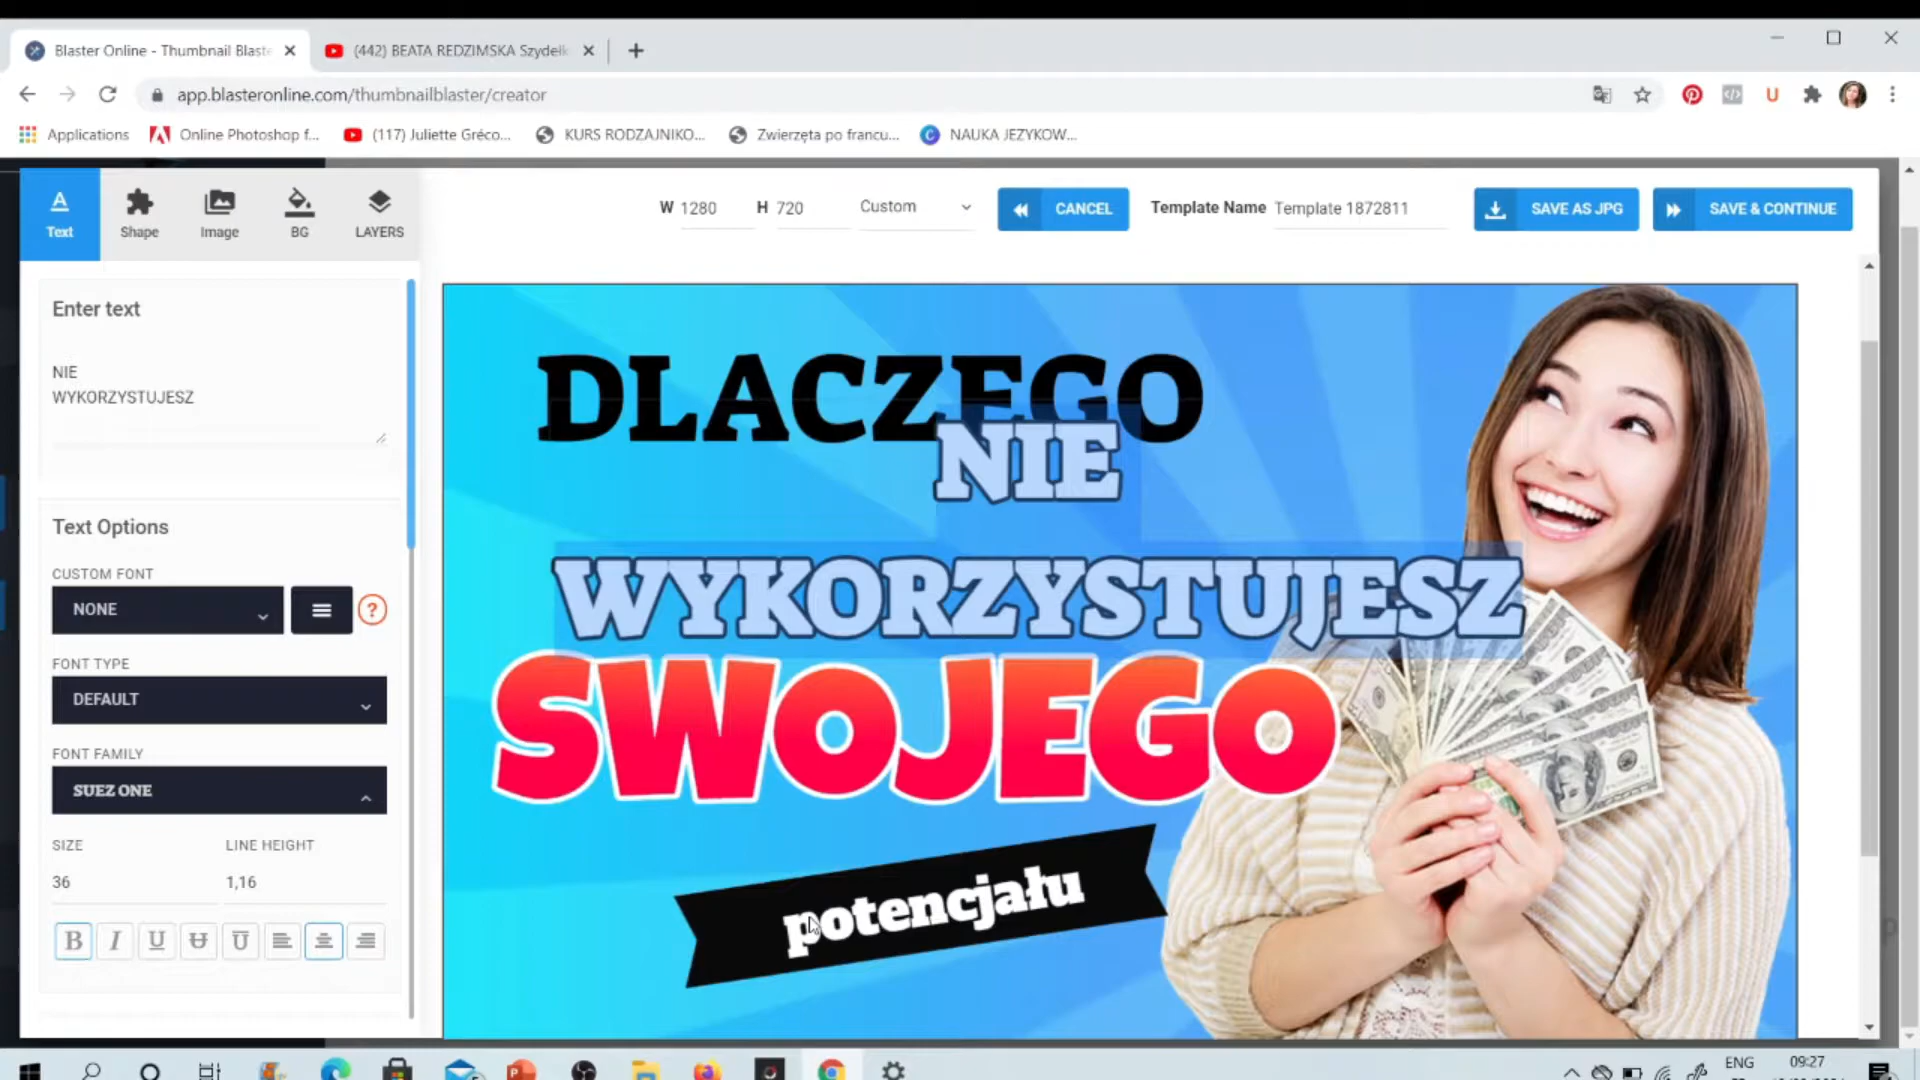 Blaster Online - Thumbnail Blaste
(442) BEATA REDZIMSKA Szydełk
app.blasteronline.com/thumbnailblaster/creator
Applications
Online Photoshop f...
(117) Juliette Gréco...
KURS RODZAJNIKO...
Zwierzęta po francu...
NAUKA JEZYKOW...
Text
Shape
Image
BG
LAYERS
W 1280
H 720
Custom
CANCEL
Template Name Template 1872811
SAVE AS JPG
SAVE & CONTINUE
Enter text
NIE
WYKORZYSTUJESZ
Text Options
CUSTOM FONT
NONE
?
FONT TYPE
DEFAULT
FONT FAMILY
SUEZ ONE
SIZE
LINE HEIGHT
36
1,16
B I U
DLACZEGO
NIE
WYKORZYSTUJESZ
SWOJEGO
potencjału
ENG
09:27